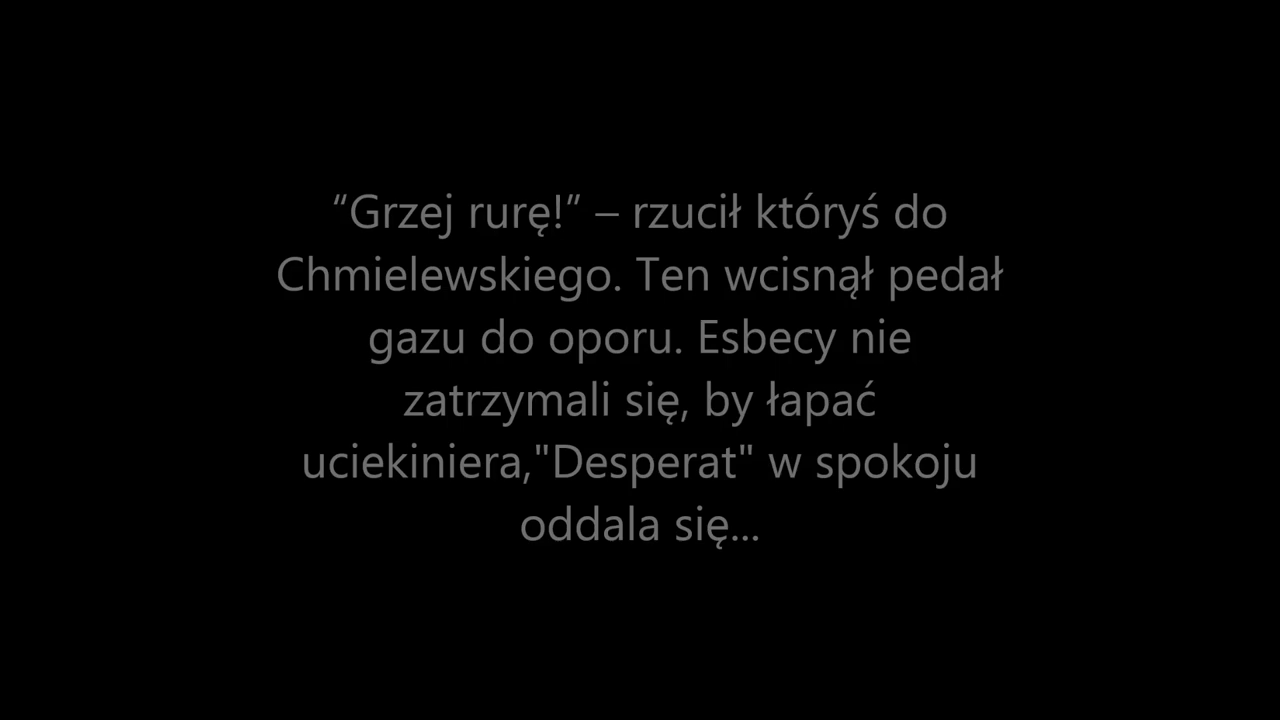 “Grzej rurę!” – rzucił któryś do
Chmielewskiego. Ten wcisnął pedał
gazu do oporu. Esbecy nie
zatrzymali się, by łapać
uciekiniera,"Desperat" w spokoju
oddala się...